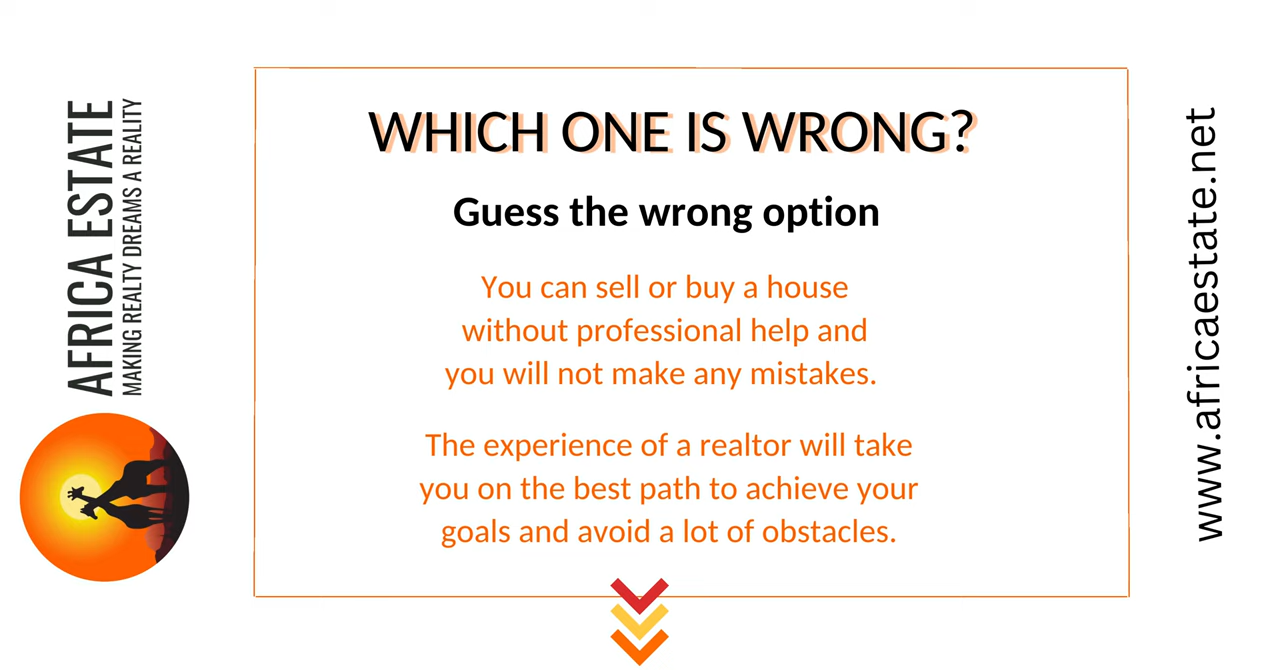 AFRICA ESTATE
MAKING REALTY DREAMS A REALITY
WHICH ONE IS WRONG?
Guess the wrong option
You can sell or buy a house
without professional help and
you will not make any mistakes.
The experience of a realtor will take
you on the best path to achieve your
goals and avoid a lot of obstacles.
www.africaestate.net